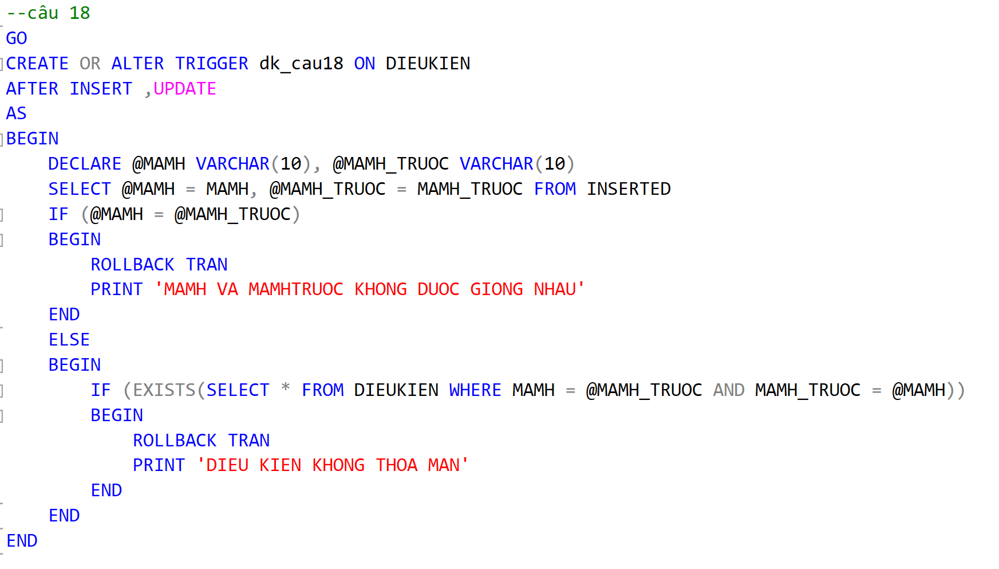 --câu 18
GO
CREATE OR ALTER TRIGGER dk_cau18 ON DIEUKIEN
AFTER INSERT ,UPDATE
AS
BEGIN
    DECLARE @MAMH VARCHAR(10), @MAMH_TRUOC VARCHAR(10)
    SELECT @MAMH = MAMH, @MAMH_TRUOC = MAMH_TRUOC FROM INSERTED
    IF (@MAMH = @MAMH_TRUOC)
    BEGIN
        ROLLBACK TRAN
        PRINT 'MAMH VA MAMHTRUOC KHONG DUOC GIONG NHAU'
    END
    ELSE
    BEGIN
        IF (EXISTS(SELECT * FROM DIEUKIEN WHERE MAMH = @MAMH_TRUOC AND MAMH_TRUOC = @MAMH))
        BEGIN
            ROLLBACK TRAN
            PRINT 'DIEU KIEN KHONG THOA MAN'
        END
    END
END